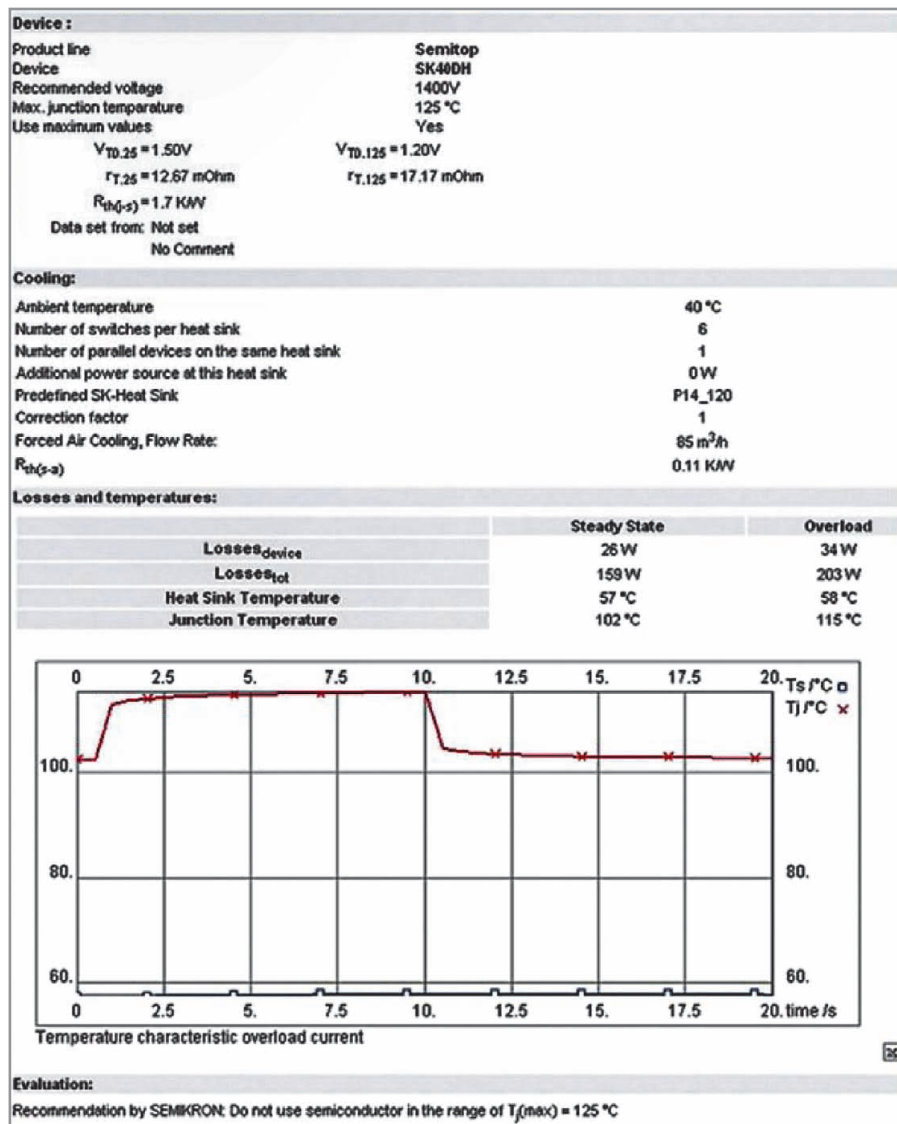 Device :
Product line Semitop
Device SK40DH
Recommended voltage 1400V
Max. junction temparature 125 °C
Use maximum values Yes
VT0.25 = 1.50V VT0.125 = 1.20V
rT.25 = 12.67 mOhm rT.125 = 17.17 mOhm
Rth(j-s) = 1.7 K/W
Data set from: Not set
No Comment
Cooling:
Ambient temperature 40 °C
Number of switches per heat sink 6
Number of parallel devices on the same heat sink 1
Additional power source at this heat sink 0 W
Predefined SK-Heat Sink P14_120
Correction factor 1
Forced Air Cooling, Flow Rate: 85 m³/h
Rth(s-a) 0.11 K/W
Losses and temperatures:
Steady State Overload
Lossesdevice 26 W 34 W
Lossestot 159 W 203 W
Heat Sink Temperature 57 °C 58 °C
Junction Temperature 102 °C 115 °C
0 2.5 5. 7.5 10. 12.5 15. 17.5 20. Ts /°C
Tj /°C
100. 100.
80. 80.
60. 60.
0 2.5 5. 7.5 10. 12.5 15. 17.5 20. time /s
Temperature characteristic overload current
Evaluation:
Recommendation by SEMIKRON: Do not use semiconductor in the range of Tj(max) = 125 °C